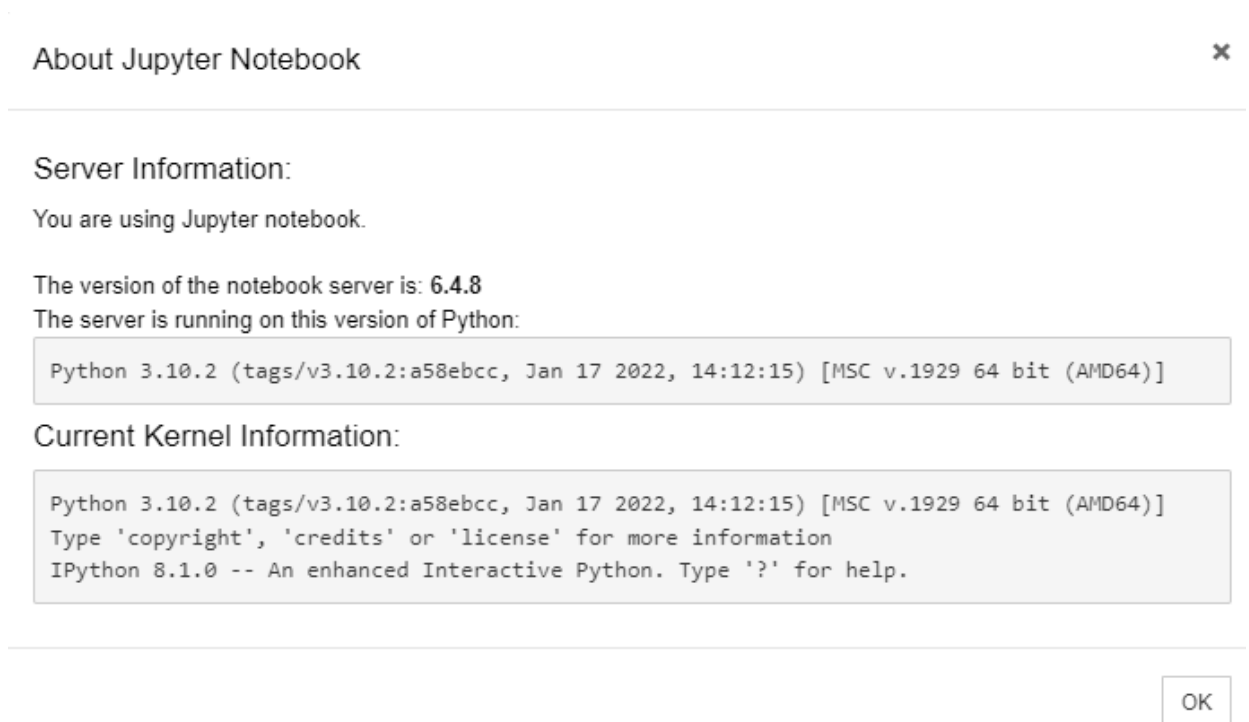 About Jupyter Notebook
Server Information:
You are using Jupyter notebook.
The version of the notebook server is: 6.4.8
The server is running on this version of Python:
Python 3.10.2 (tags/v3.10.2:a58ebcc, Jan 17 2022, 14:12:15) [MSC v.1929 64 bit (AMD64)]
Current Kernel Information:
Python 3.10.2 (tags/v3.10.2:a58ebcc, Jan 17 2022, 14:12:15) [MSC v.1929 64 bit (AMD64)]
Type 'copyright', 'credits' or 'license' for more information
IPython 8.1.0 -- An enhanced Interactive Python. Type '?' for help.
OK